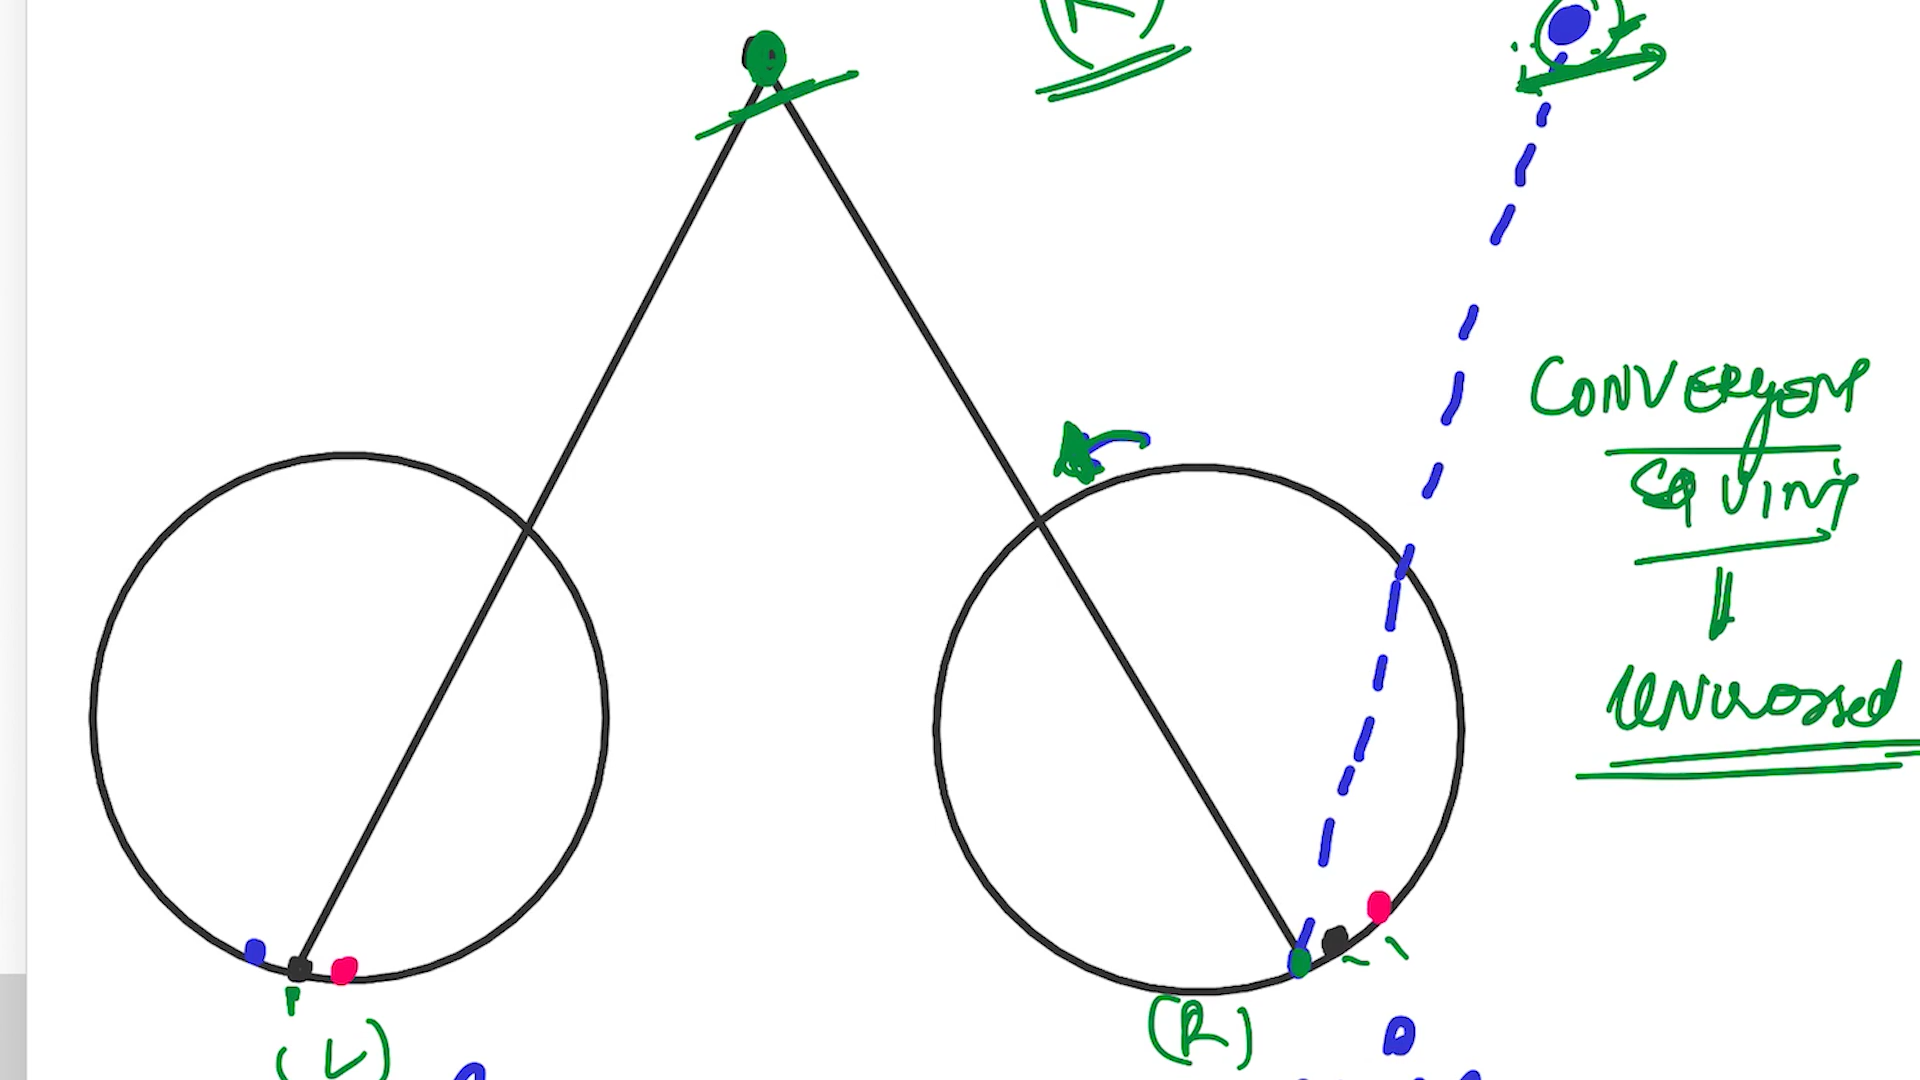 R
CONVERgENT
SQUINT
UNCrossed
(L)
(R)